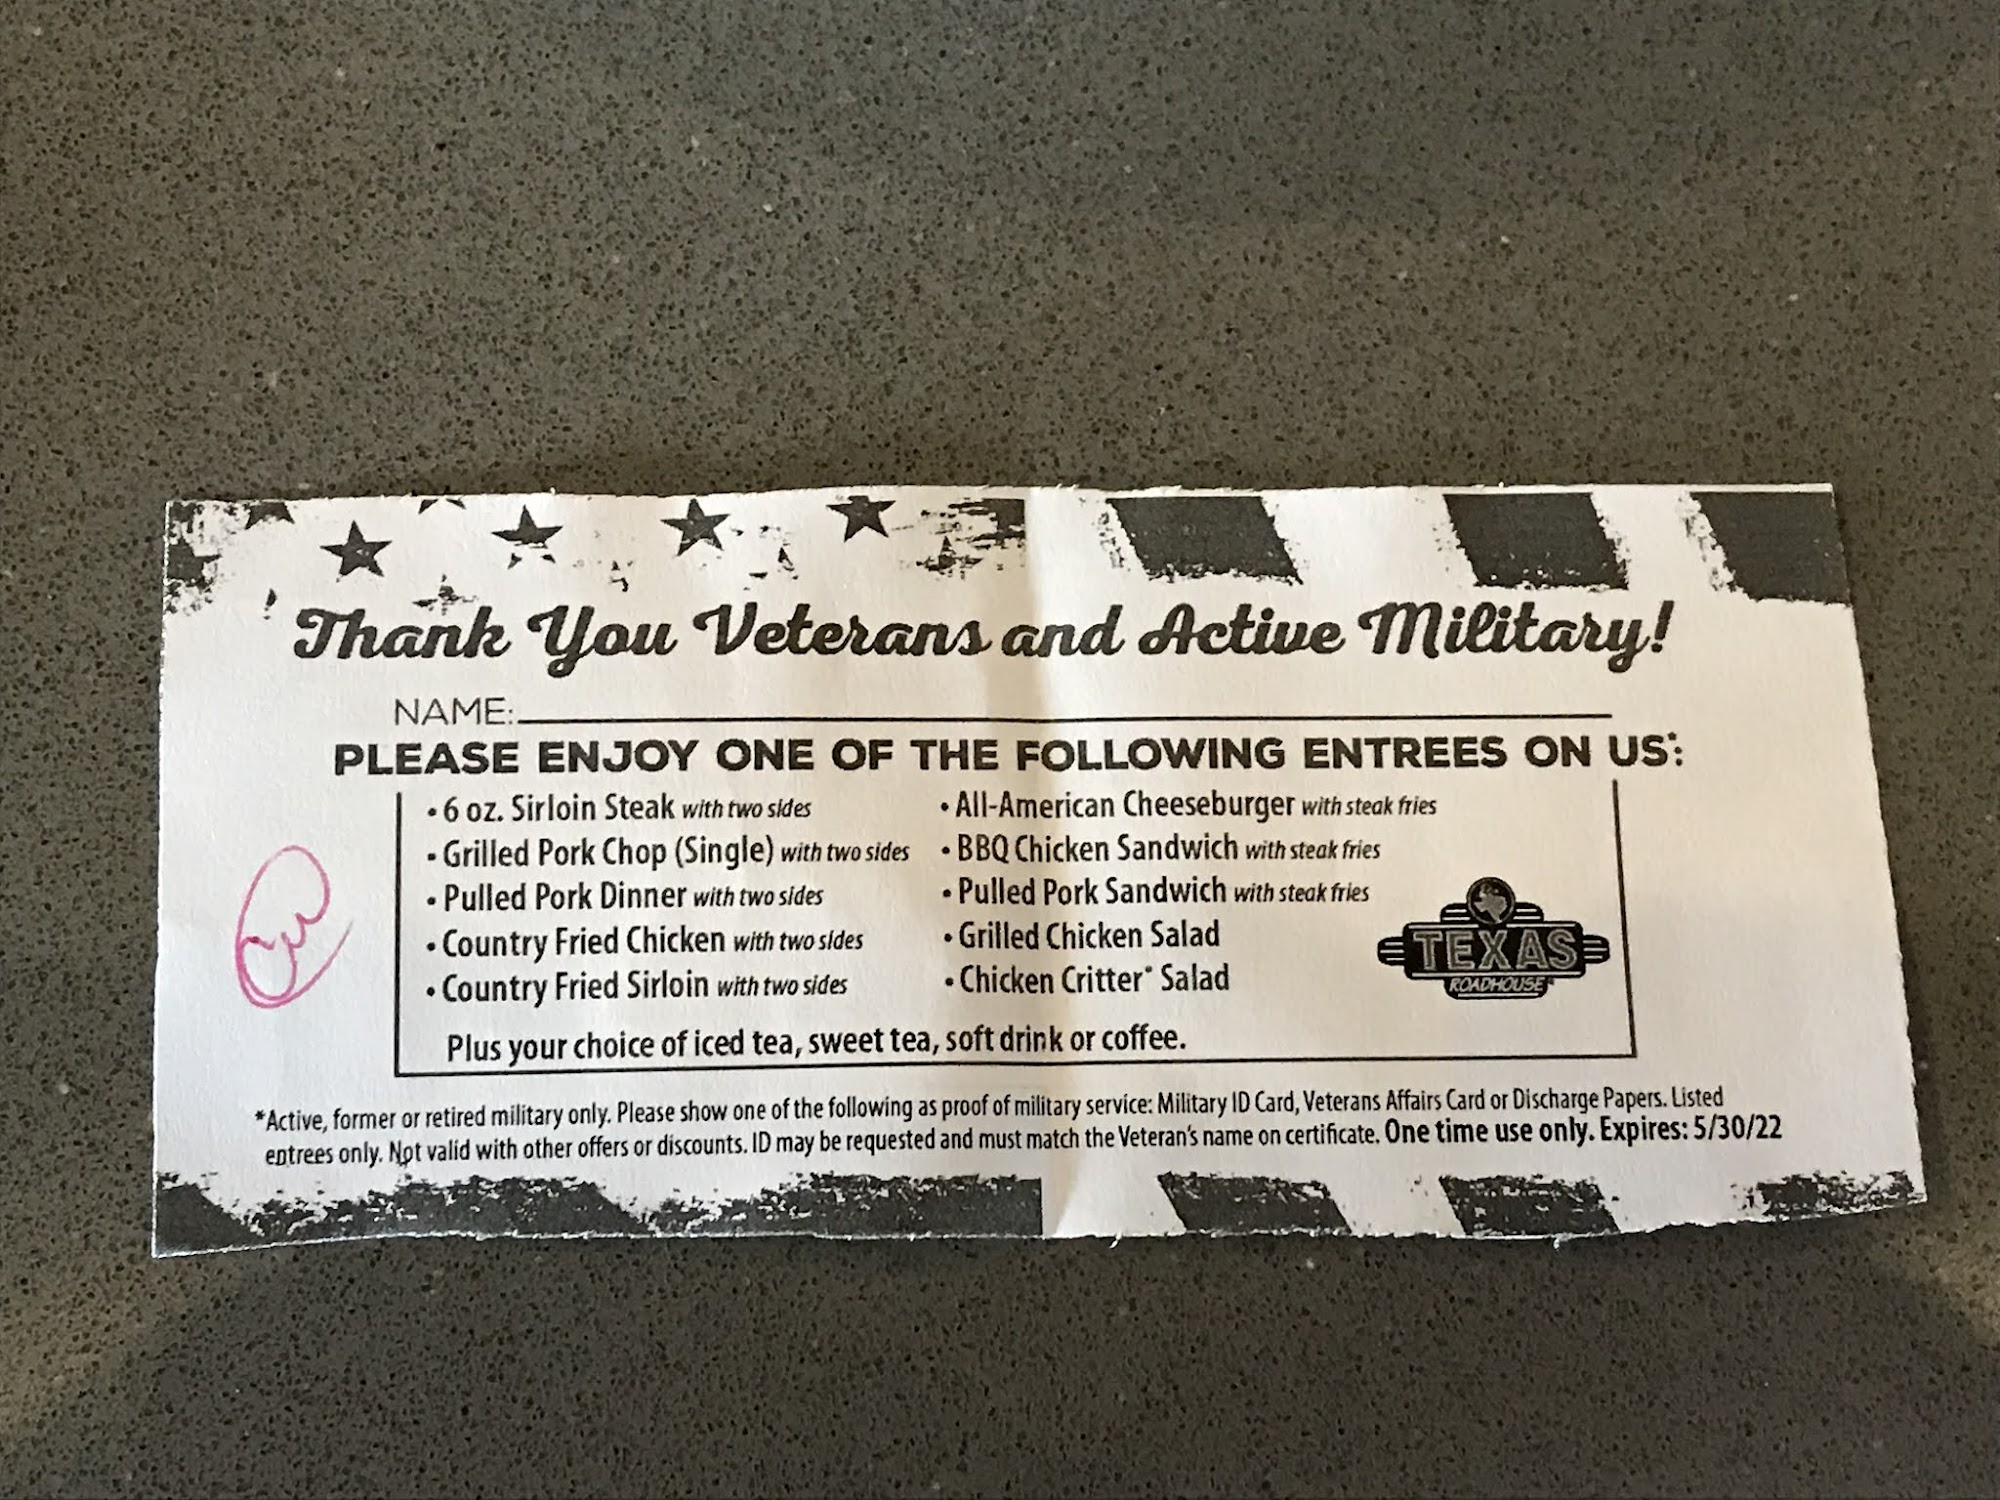 Thank You Veterans and Active Military!
NAME:
PLEASE ENJOY ONE OF THE FOLLOWING ENTREES ON US*:
• 6 oz. Sirloin Steak with two sides
• Grilled Pork Chop (Single) with two sides
• Pulled Pork Dinner with two sides
• Country Fried Chicken with two sides
• Country Fried Sirloin with two sides
• All-American Cheeseburger with steak fries
• BBQ Chicken Sandwich with steak fries
• Pulled Pork Sandwich with steak fries
• Grilled Chicken Salad
• Chicken Critter® Salad
Plus your choice of iced tea, sweet tea, soft drink or coffee.
TEXAS
ROADHOUSE
*Active, former or retired military only. Please show one of the following as proof of military service: Military ID Card, Veterans Affairs Card or Discharge Papers. Listed
entrees only. Not valid with other offers or discounts. ID may be requested and must match the Veteran's name on certificate. One time use only. Expires: 5/30/22